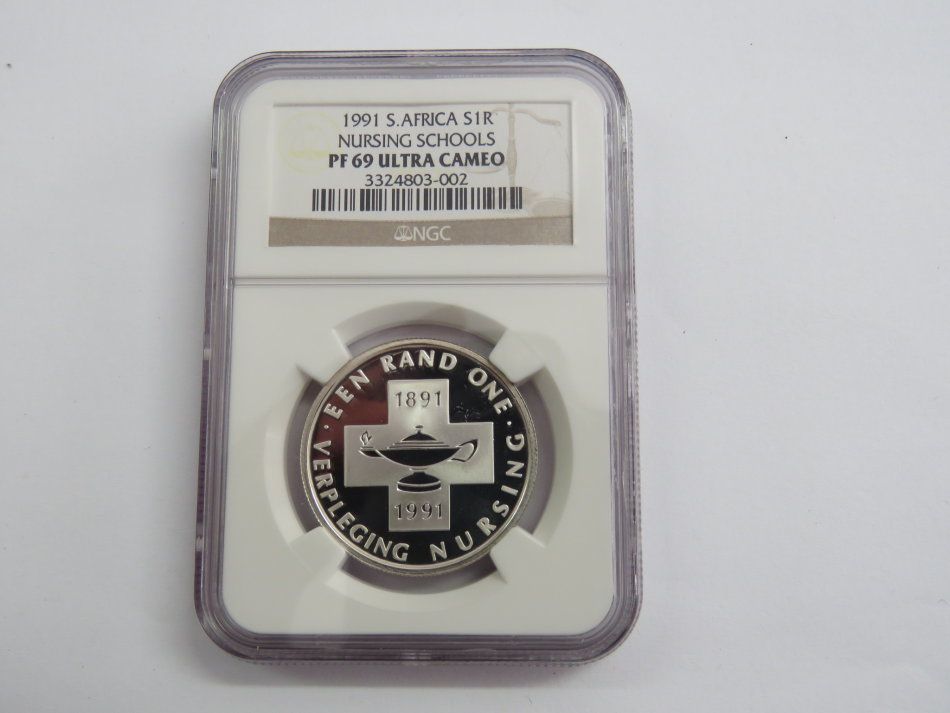 1991 S.AFRICA S1R
NURSING SCHOOLS
PF 69 ULTRA CAMEO
3324803-002
NGC
EEN RAND ONE
1891
1991
VERPLEGING NURSING